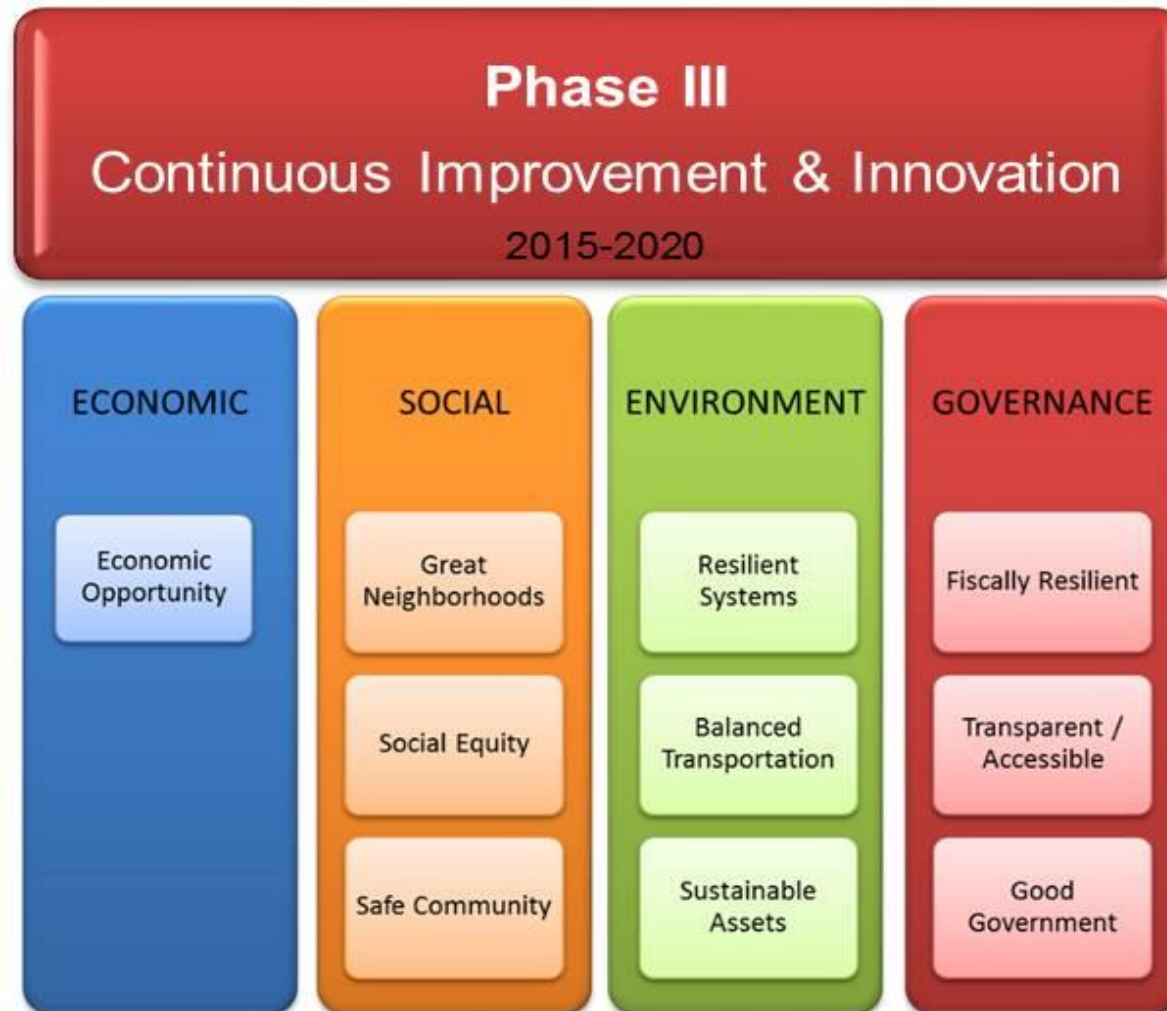 Phase III
Continuous Improvement & Innovation
2015-2020
ECONOMIC
Economic
Opportunity
SOCIAL
Great
Neighborhoods
Social Equity
Safe Community
ENVIRONMENT
Resilient
Systems
Balanced
Transportation
Sustainable
Assets
GOVERNANCE
Fiscally Resilient
Transparent /
Accessible
Good
Government